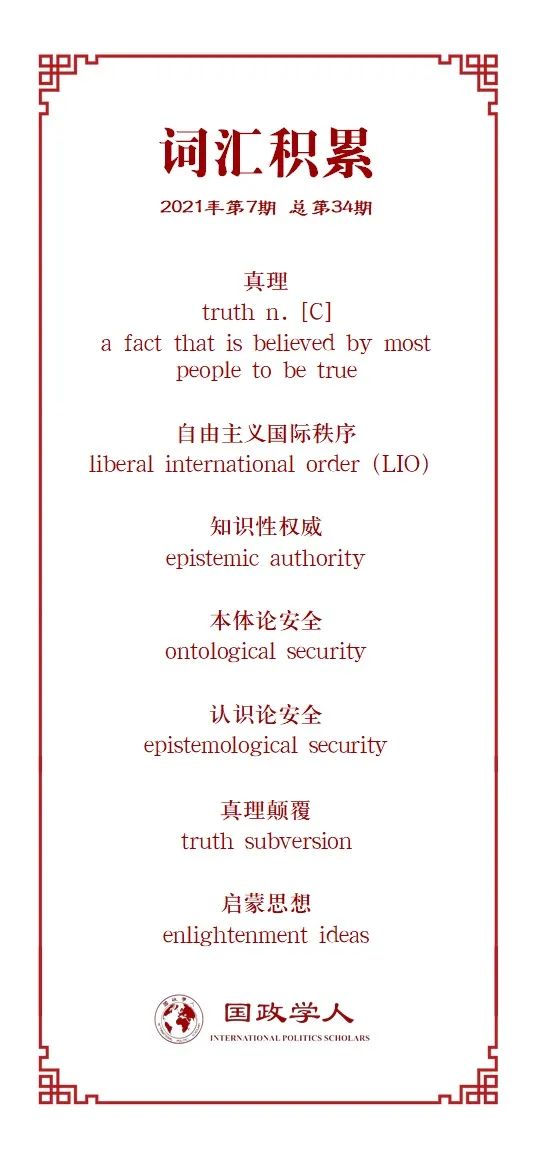 词汇积累
2021年第7期 总第34期
真理
truth n. [C]
a fact that is believed by most
people to be true
自由主义国际秩序
liberal international order (LIO)
知识性权威
epistemic authority
本体论安全
ontological security
认识论安全
epistemological security
真理颠覆
truth subversion
启蒙思想
enlightenment ideas
国政学人
INTERNATIONAL POLITICS SCHOLARS